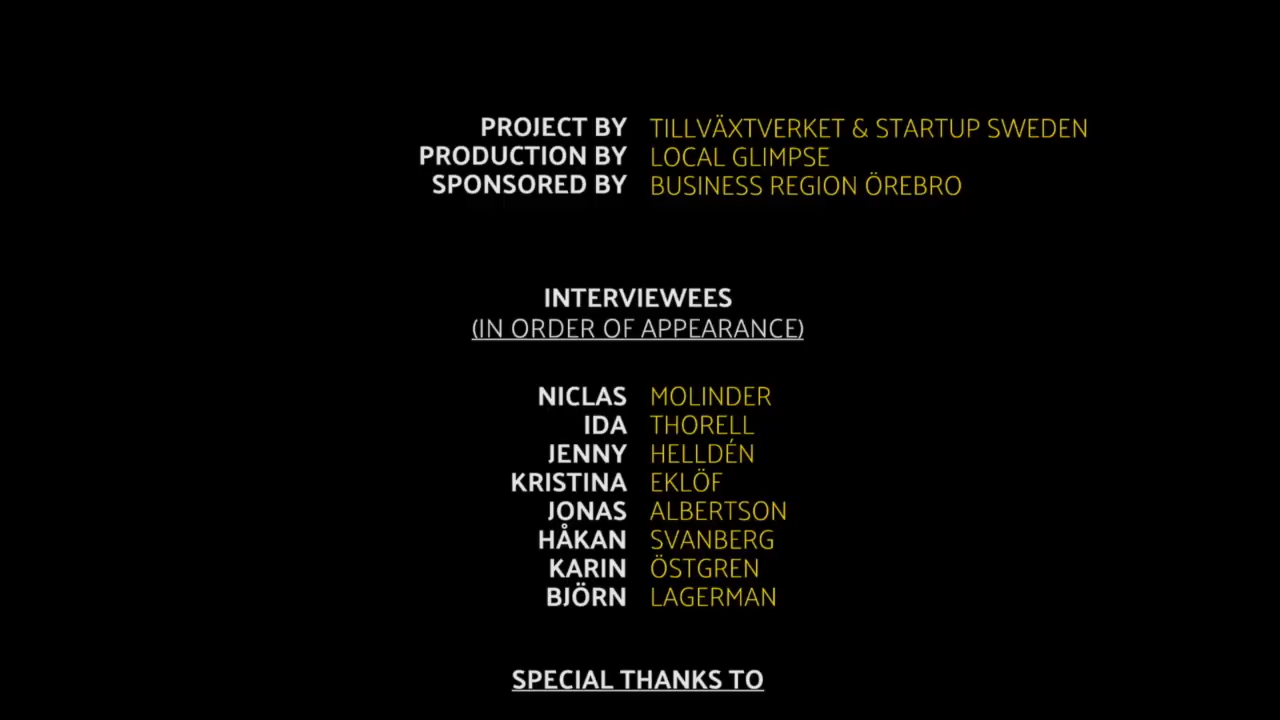 PROJECT BY TILLVÄXTVERKET & STARTUP SWEDEN
PRODUCTION BY LOCAL GLIMPSE
SPONSORED BY BUSINESS REGION ÖREBRO
INTERVIEWEES
(IN ORDER OF APPEARANCE)
NICLAS MOLINDER
IDA THORELL
JENNY HELLDÉN
KRISTINA EKLÖF
JONAS ALBERTSON
HÅKAN SVANBERG
KARIN ÖSTGREN
BJÖRN LAGERMAN
SPECIAL THANKS TO